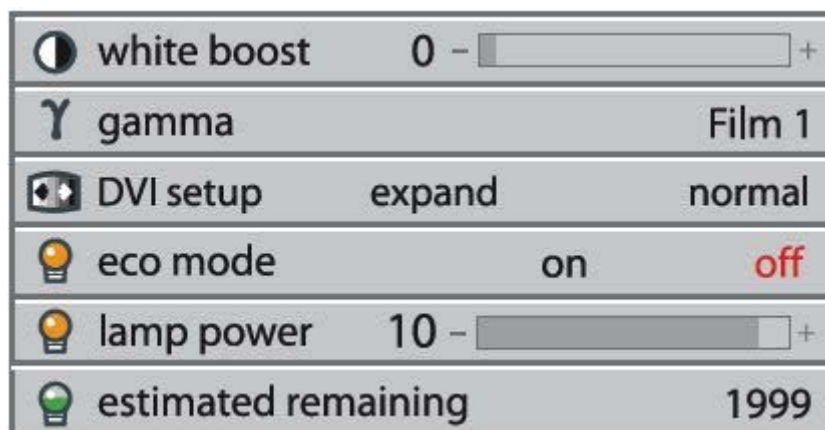 white boost 0 – +
γ gamma Film 1
DVI setup expand normal
eco mode on off
lamp power 10 – +
estimated remaining 1999